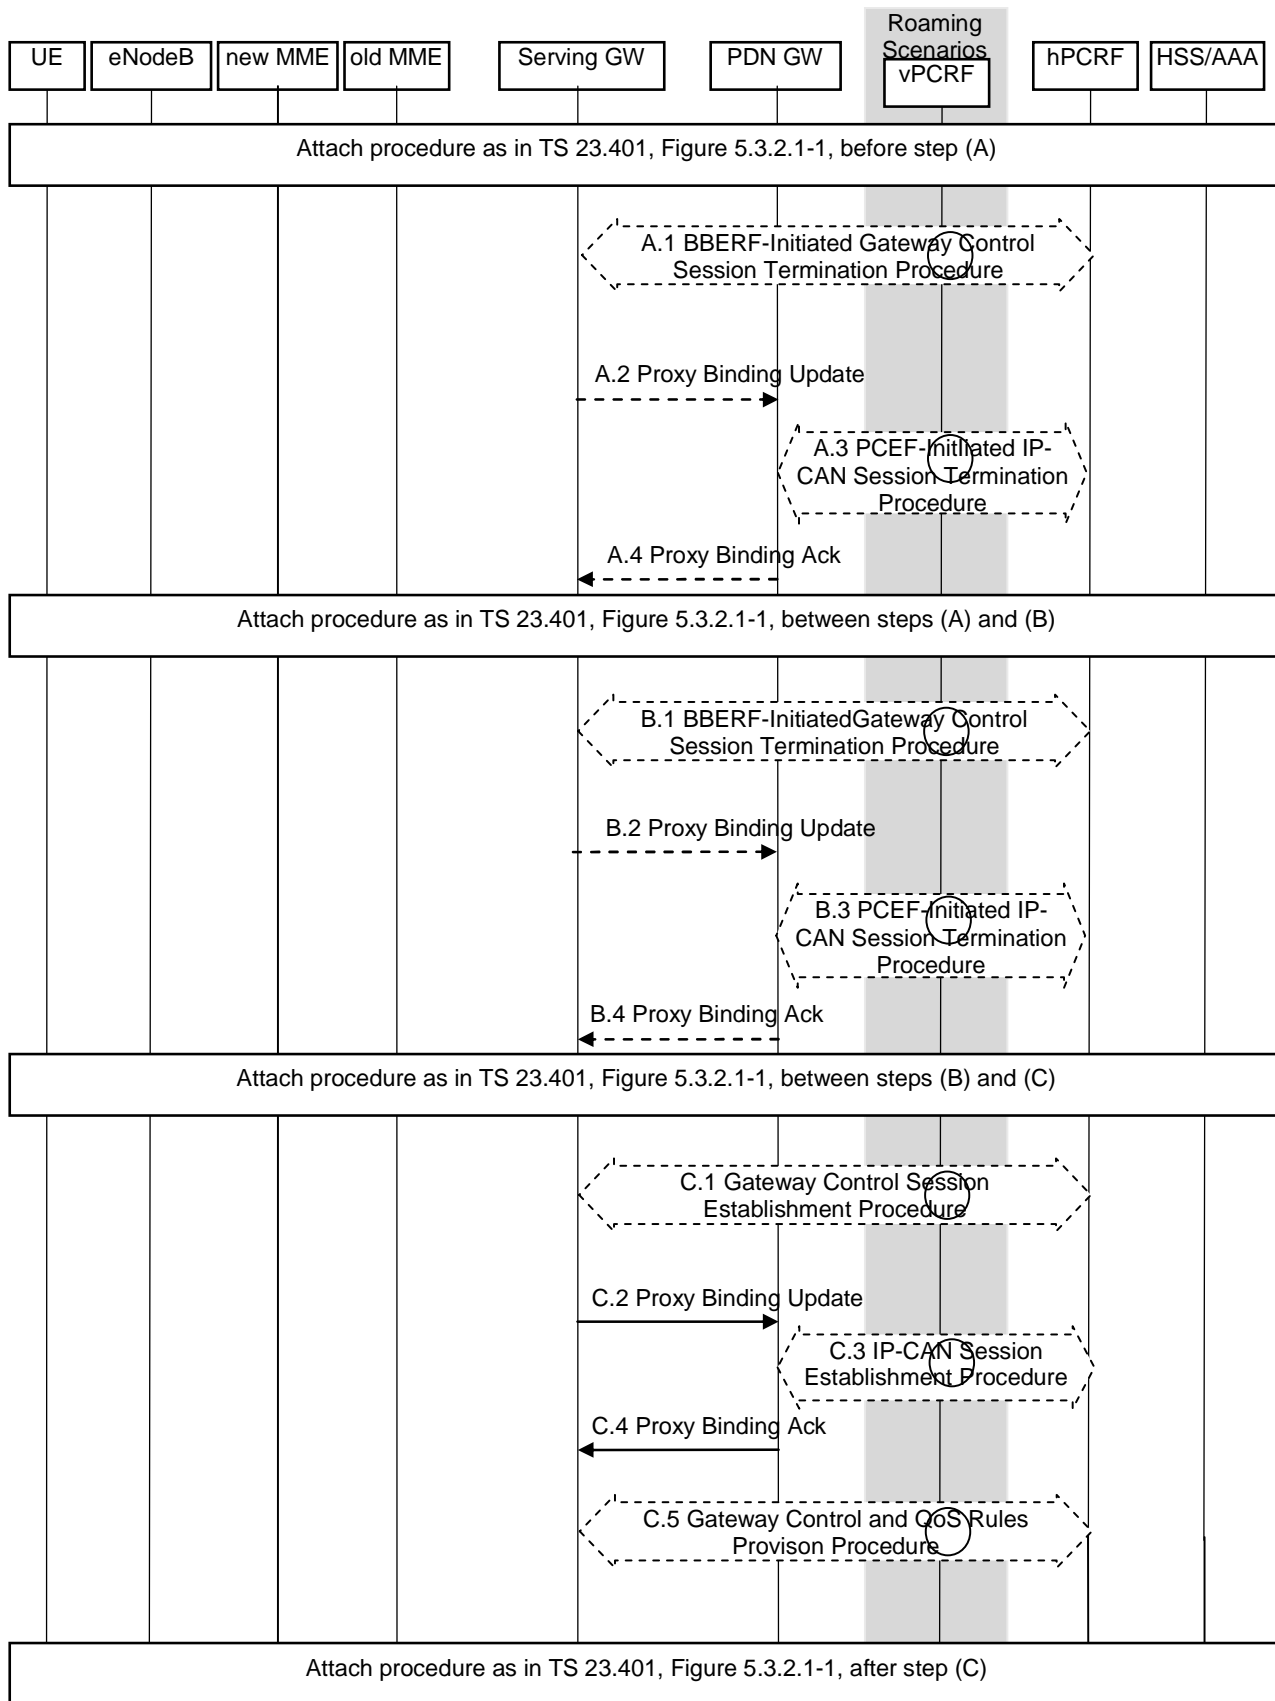 Roaming
Scenarios
UE
eNodeB
new MME
old MME
Serving GW
PDN GW
vPCRF
hPCRF
HSS/AAA
Attach procedure as in TS 23.401, Figure 5.3.2.1-1, before step (A)
A.1 BBERF-Initiated Gateway Control
Session Termination Procedure
A.2 Proxy Binding Update
A.3 PCEF-Initliated IP-
CAN Session Termination
Procedure
A.4 Proxy Binding Ack
Attach procedure as in TS 23.401, Figure 5.3.2.1-1, between steps (A) and (B)
B.1 BBERF-InitiatedGateway Control
Session Termination Procedure
B.2 Proxy Binding Update
B.3 PCEF-Initiated IP-
CAN Session Termination
Procedure
B.4 Proxy Binding Ack
Attach procedure as in TS 23.401, Figure 5.3.2.1-1, between steps (B) and (C)
C.1 Gateway Control Session
Establishment Procedure
C.2 Proxy Binding Update
C.3 IP-CAN Session
Establishment Procedure
C.4 Proxy Binding Ack
C.5 Gateway Control and QoS Rules
Provison Procedure
Attach procedure as in TS 23.401, Figure 5.3.2.1-1, after step (C)